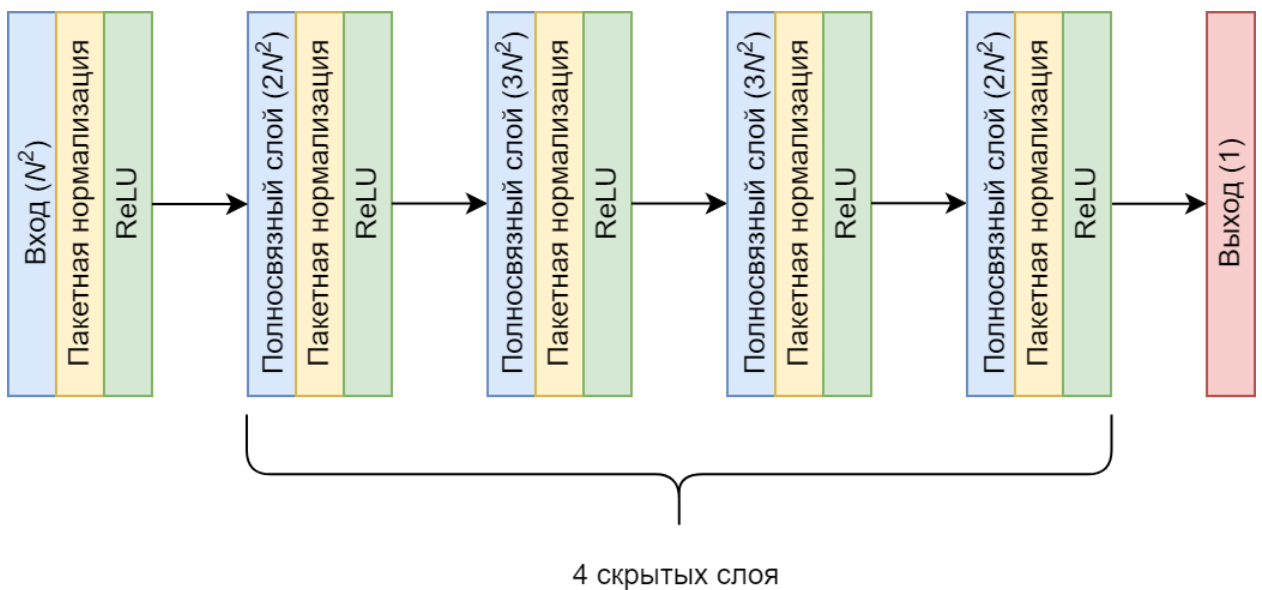 Вход (N²)
Пакетная нормализация
ReLU
Полносвязный слой (2N²)
Пакетная нормализация
ReLU
Полносвязный слой (3N²)
Пакетная нормализация
ReLU
Полносвязный слой (3N²)
Пакетная нормализация
ReLU
Полносвязный слой (2N²)
Пакетная нормализация
ReLU
Выход (1)
4 скрытых слоя